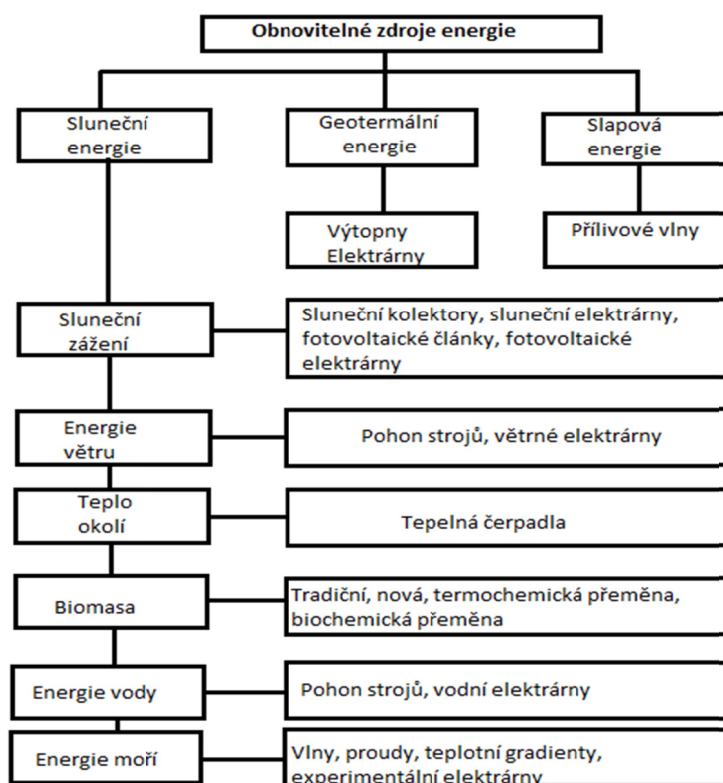 Obnovitelné zdroje energie
Sluneční
energie
Geotermální
energie
Slapová
energie
Výtopny
Elektrárny
Přílivové vlny
Sluneční
zážení
Sluneční kolektory, sluneční elektrárny,
fotovoltaické články, fotovoltaické
elektrárny
Energie
větru
Pohon strojů, větrné elektrárny
Teplo
okolí
Tepelná čerpadla
Biomasa
Tradiční, nová, termochemická přeměna,
biochemická přeměna
Energie vody
Pohon strojů, vodní elektrárny
Energie moří
Vlny, proudy, teplotní gradienty,
experimentální elektrárny